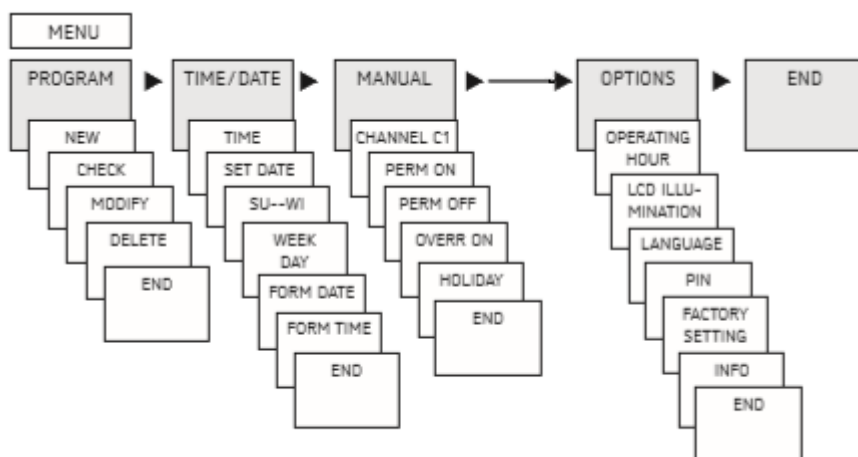 MENU
PROGRAM
NEW
CHECK
MODIFY
DELETE
END
TIME/DATE
TIME
SET DATE
SU--WI
WEEK
DAY
FORM DATE
FORM TIME
END
MANUAL
CHANNEL C1
PERM ON
PERM OFF
OVERR ON
HOLIDAY
END
OPTIONS
OPERATING
HOUR
LCD ILLU-
MINATION
LANGUAGE
PIN
FACTORY
SETTING
INFO
END
END